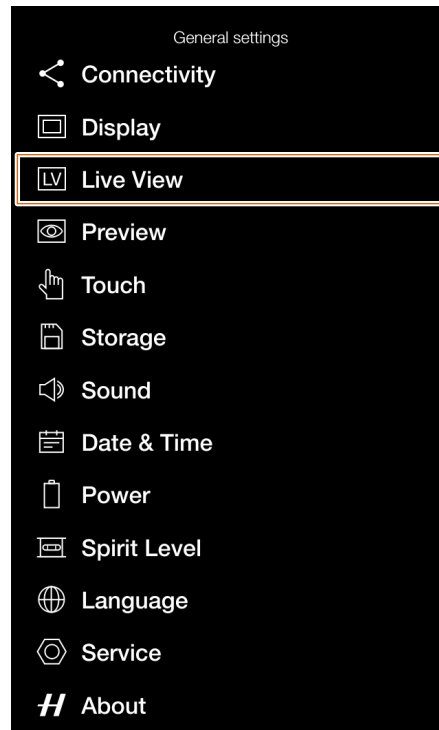 General settings
Connectivity
Display
LV Live View
Preview
Touch
Storage
Sound
Date & Time
Power
Spirit Level
Language
Service
H About